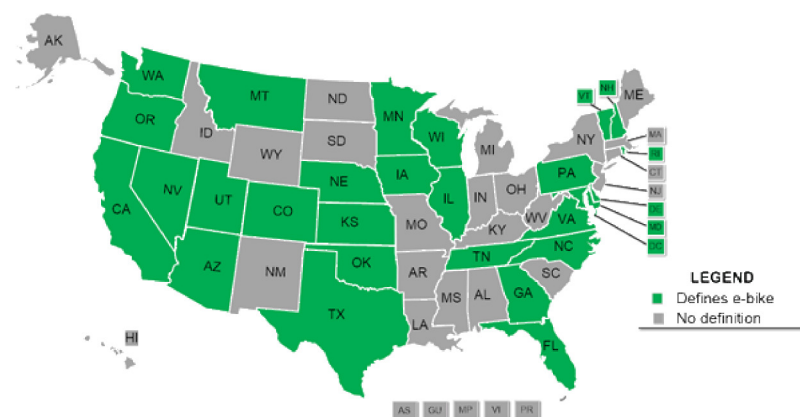 AK
WA
MT
ND
MN
VT
NH
ME
OR
ID
SD
WI
MI
NY
MA
RI
WY
NE
IA
PA
CT
NJ
NV
UT
CO
IL
IN
OH
WV
VA
DE
MD
DC
CA
KS
MO
KY
NC
TN
AZ
NM
OK
AR
SC
MS
AL
GA
TX
LA
FL
HI
LEGEND
Defines e-bike
No definition
AS GU MP VI PR